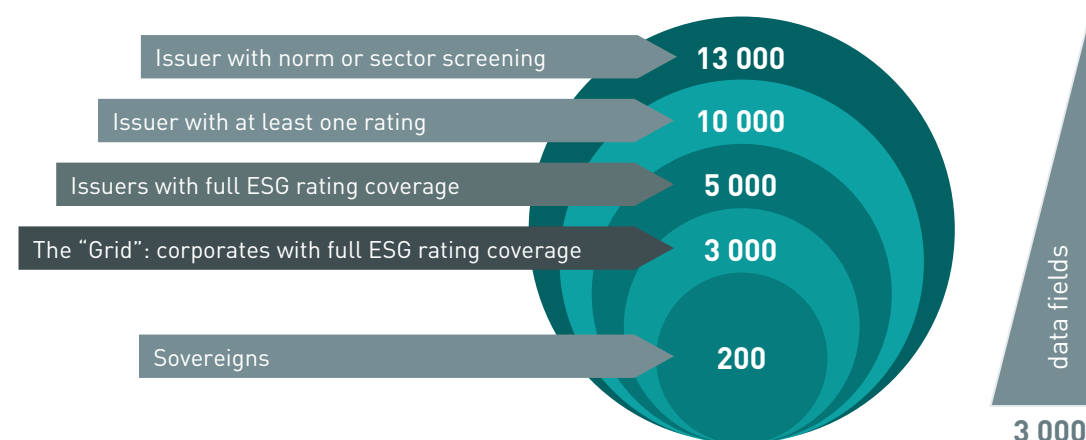 Issuer with norm or sector screening
13 000
Issuer with at least one rating
10 000
Issuers with full ESG rating coverage
5 000
The “Grid”: corporates with full ESG rating coverage
3 000
Sovereigns
200
data fields
3 000